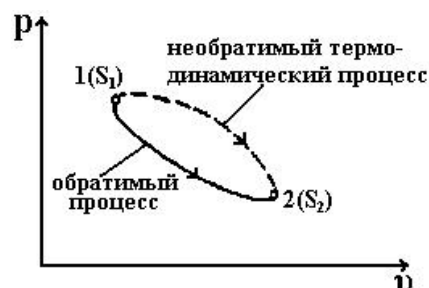 p
необратимый термо-
динамический процесс
1(S₁)
обратимый
процесс
2(S₂)
υ